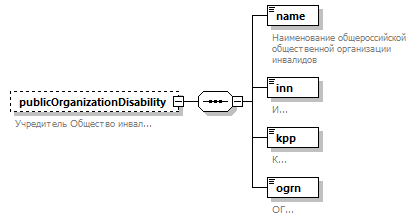 name
Наименование общероссийской
общественной организации
инвалидов
inn
И...
publicOrganizationDisability
Учредитель Общество инвал...
kpp
К...
ogrn
ОГ...